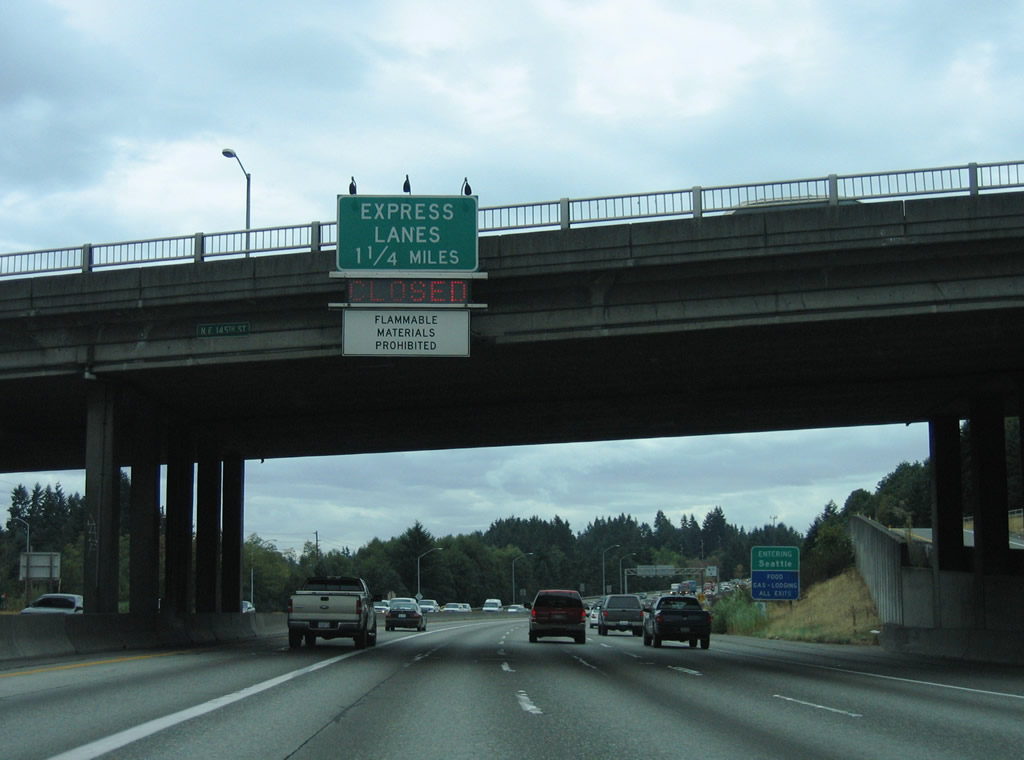 EXPRESS
LANES
1 1/4 MILES
CLOSED
FLAMMABLE
MATERIALS
PROHIBITED
N.E. 145TH ST.
ENTERING
Seattle
FOOD
GAS - LODGING
ALL EXITS